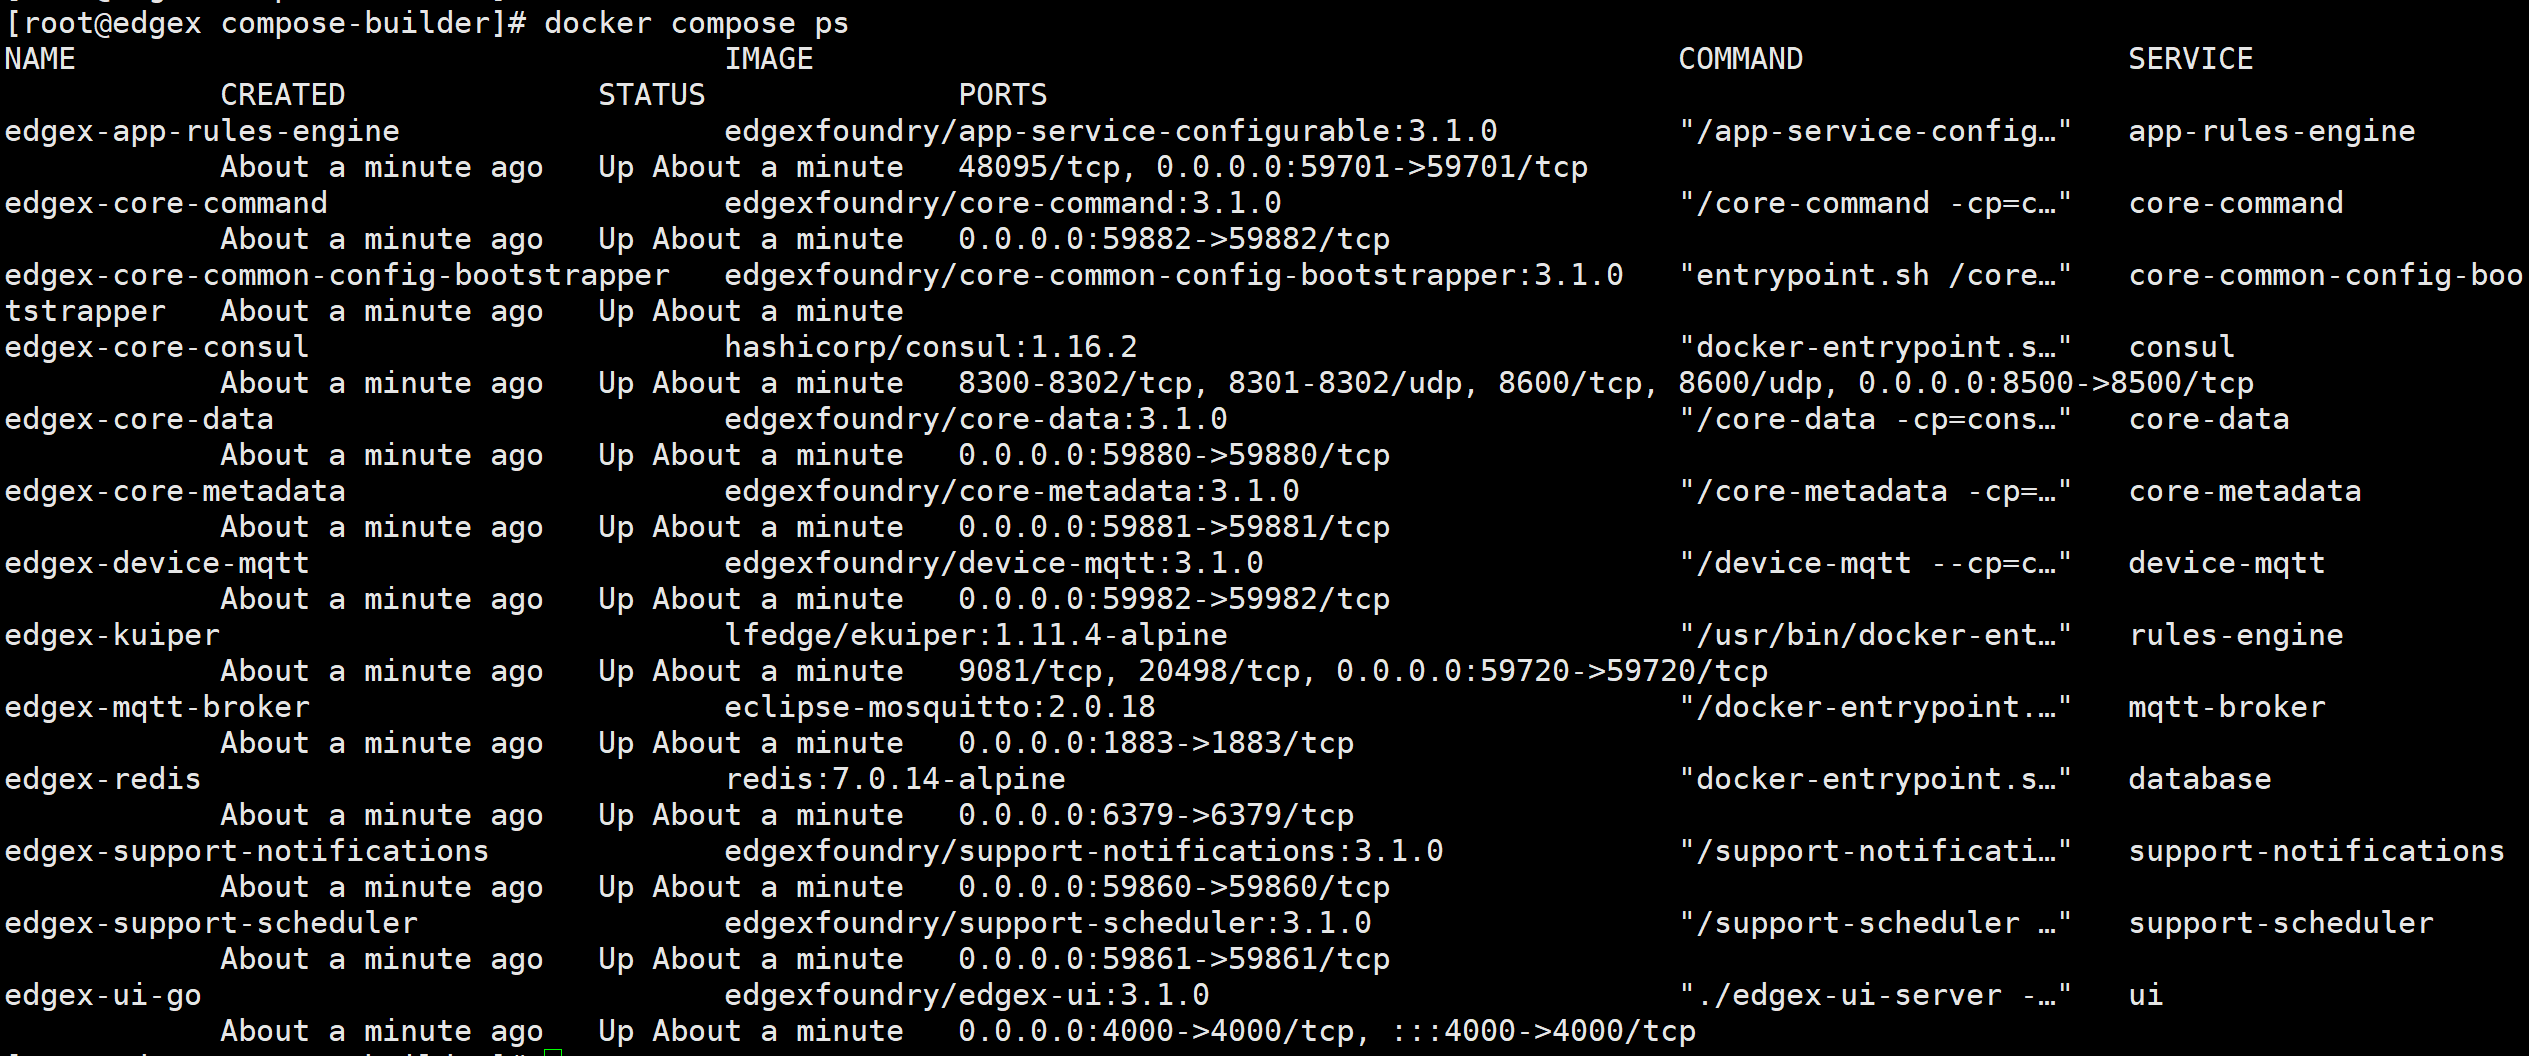 [root@edgex compose-builder]# docker compose ps
NAME                                    IMAGE                                                COMMAND                  SERVICE
            CREATED              STATUS              PORTS
edgex-app-rules-engine                  edgexfoundry/app-service-configurable:3.1.0          "/app-service-config…"   app-rules-engine
            About a minute ago   Up About a minute   48095/tcp, 0.0.0.0:59701->59701/tcp
edgex-core-command                      edgexfoundry/core-command:3.1.0                      "/core-command -cp=c…"   core-command
            About a minute ago   Up About a minute   0.0.0.0:59882->59882/tcp
edgex-core-common-config-bootstrapper   edgexfoundry/core-common-config-bootstrapper:3.1.0   "entrypoint.sh /core…"   core-common-config-boo
tstrapper   About a minute ago   Up About a minute
edgex-core-consul                       hashicorp/consul:1.16.2                              "docker-entrypoint.s…"   consul
            About a minute ago   Up About a minute   8300-8302/tcp, 8301-8302/udp, 8600/tcp, 8600/udp, 0.0.0.0:8500->8500/tcp
edgex-core-data                         edgexfoundry/core-data:3.1.0                         "/core-data -cp=cons…"   core-data
            About a minute ago   Up About a minute   0.0.0.0:59880->59880/tcp
edgex-core-metadata                     edgexfoundry/core-metadata:3.1.0                     "/core-metadata -cp=…"   core-metadata
            About a minute ago   Up About a minute   0.0.0.0:59881->59881/tcp
edgex-device-mqtt                       edgexfoundry/device-mqtt:3.1.0                       "/device-mqtt --cp=c…"   device-mqtt
            About a minute ago   Up About a minute   0.0.0.0:59982->59982/tcp
edgex-kuiper                            lfedge/ekuiper:1.11.4-alpine                         "/usr/bin/docker-ent…"   rules-engine
            About a minute ago   Up About a minute   9081/tcp, 20498/tcp, 0.0.0.0:59720->59720/tcp
edgex-mqtt-broker                       eclipse-mosquitto:2.0.18                             "/docker-entrypoint.…"   mqtt-broker
            About a minute ago   Up About a minute   0.0.0.0:1883->1883/tcp
edgex-redis                             redis:7.0.14-alpine                                  "docker-entrypoint.s…"   database
            About a minute ago   Up About a minute   0.0.0.0:6379->6379/tcp
edgex-support-notifications             edgexfoundry/support-notifications:3.1.0             "/support-notificati…"   support-notifications
            About a minute ago   Up About a minute   0.0.0.0:59860->59860/tcp
edgex-support-scheduler                 edgexfoundry/support-scheduler:3.1.0                 "/support-scheduler …"   support-scheduler
            About a minute ago   Up About a minute   0.0.0.0:59861->59861/tcp
edgex-ui-go                             edgexfoundry/edgex-ui:3.1.0                          "./edgex-ui-server -…"   ui
            About a minute ago   Up About a minute   0.0.0.0:4000->4000/tcp, :::4000->4000/tcp